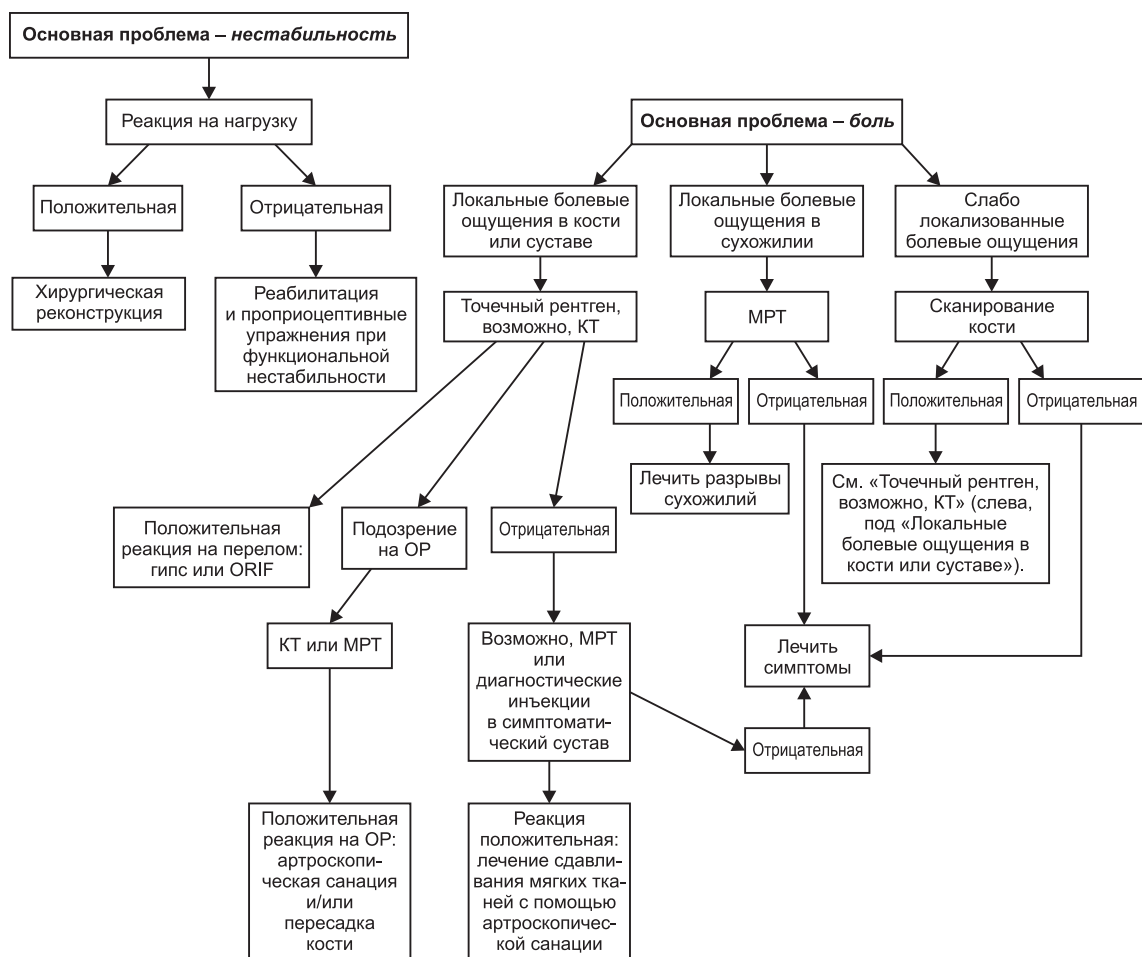 Основная проблема – нестабильность
Реакция на нагрузку
Положительная
Отрицательная
Хирургическая
реконструкция
Реабилитация
и проприоцептивные
упражнения при
функциональной
нестабильности
Основная проблема – боль
Локальные болевые
ощущения в кости
или суставе
Локальные болевые
ощущения в
сухожилии
Слабо
локализованные
болевые ощущения
Точечный рентген,
возможно, КТ
МРТ
Сканирование
кости
Положительная
Отрицательная
Положительная
Отрицательная
Лечить разрывы
сухожилий
См. «Точечный рентген,
возможно, КТ» (слева,
под «Локальные
болевые ощущения в
кости или суставе»).
Положительная
реакция на перелом:
гипс или ORIF
Подозрение
на ОР
Отрицательная
КТ или МРТ
Возможно, МРТ
или
диагностические
инъекции
в симптомати-
ческий сустав
Лечить
симптомы
Отрицательная
Положительная
реакция на ОР:
артроскопи-
ческая санация
и/или
пересадка
кости
Реакция
положительная:
лечение сдавли-
вания мягких тка-
ней с помощью
артроскопичес-
кой санации